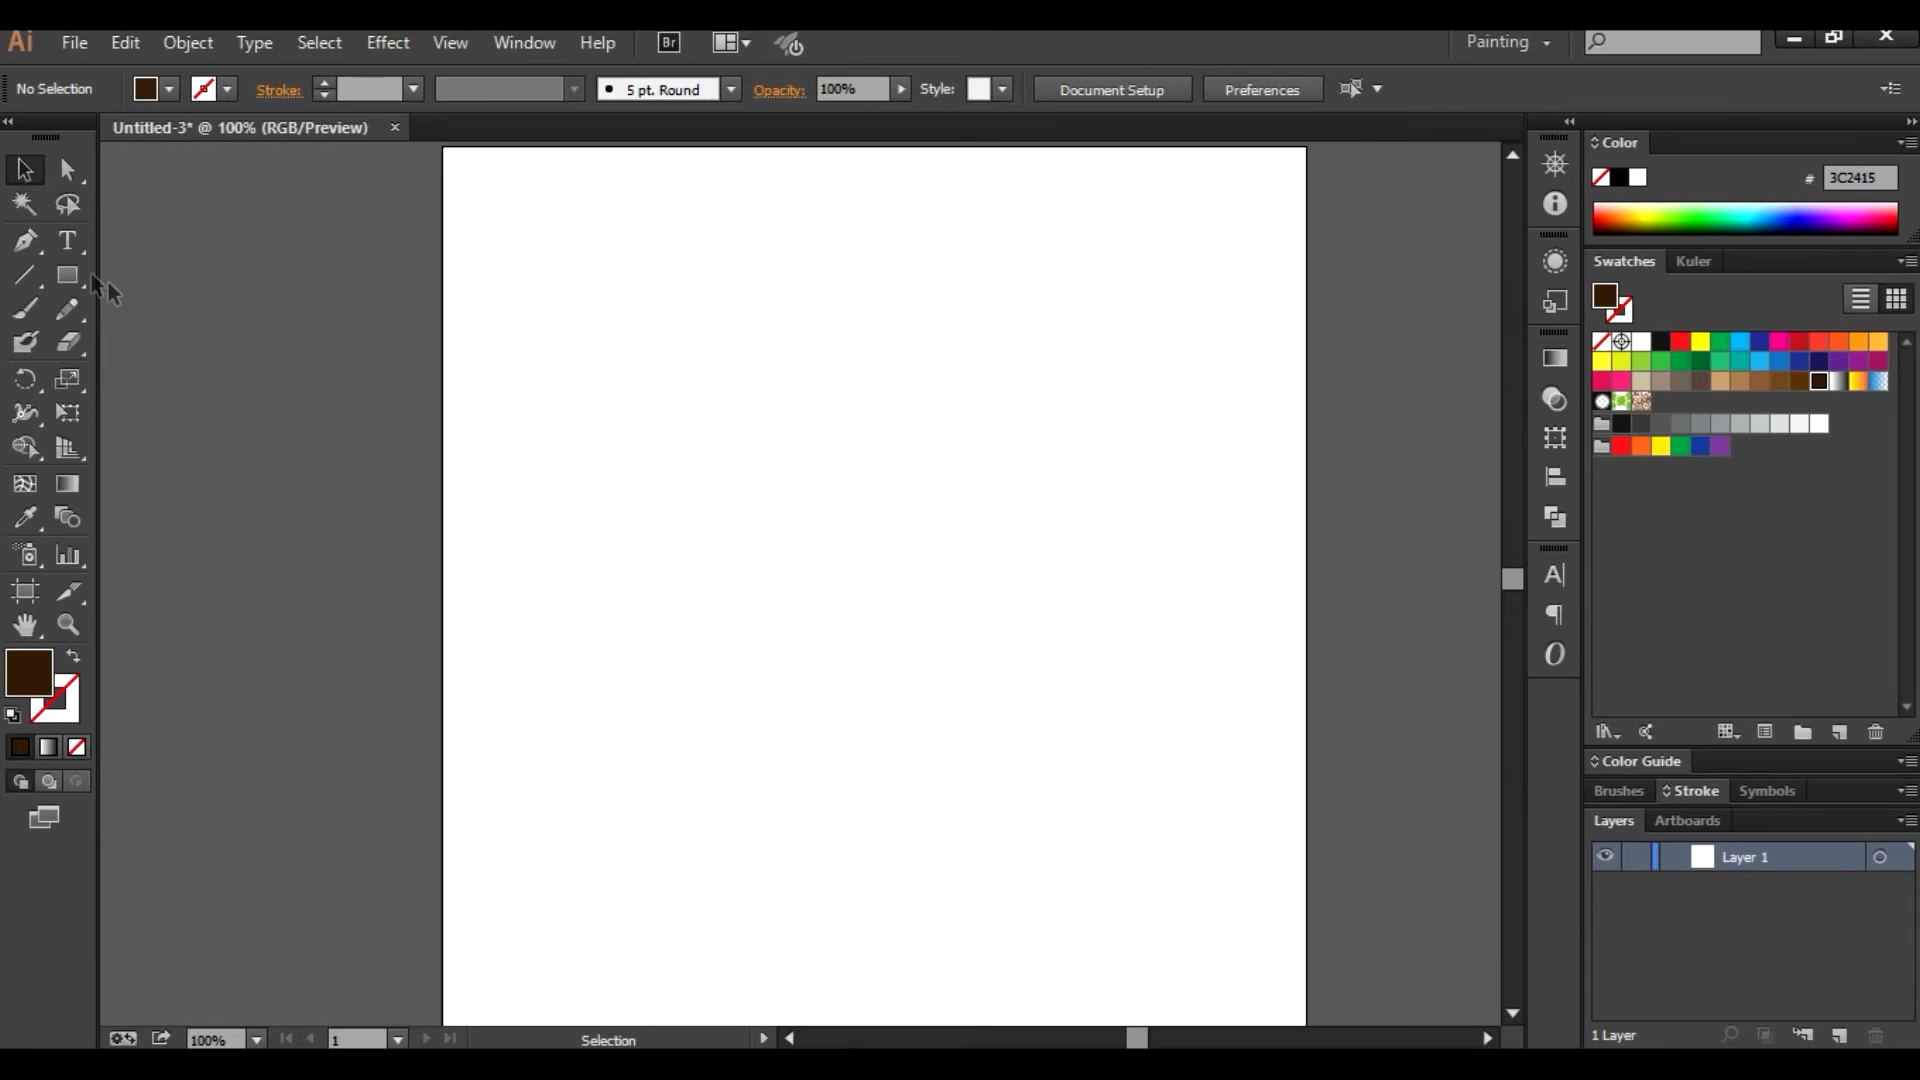 Ai File Edit Object Type Select Effect View Window Help Br Painting
No Selection Stroke: 5 pt. Round Opacity: 100% Style: Document Setup Preferences
Untitled-3* @ 100% (RGB/Preview) ×
Color
# 3C2415
Swatches Kuler
Color Guide
Brushes Stroke Symbols
Layers Artboards
Layer 1
1 Layer
100% 1 Selection